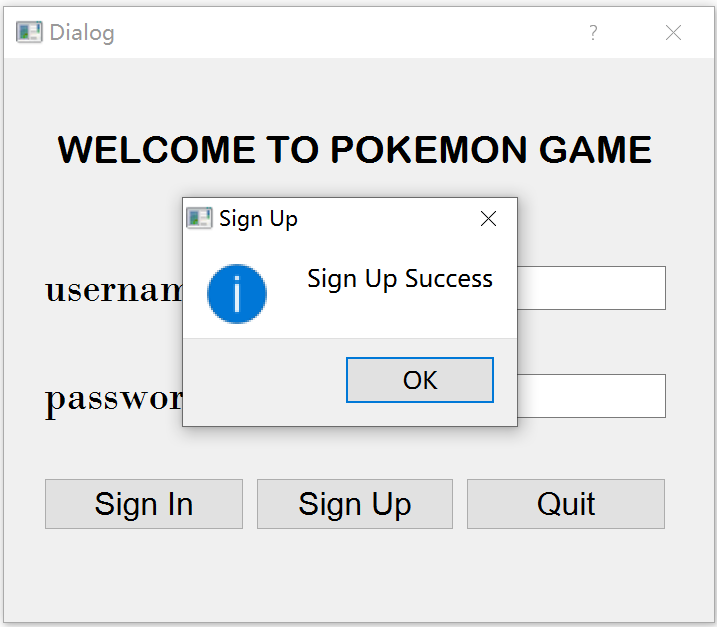 Dialog
?
WELCOME TO POKEMON GAME
Sign Up
Sign Up Success
OK
usernam
passwor
Sign In
Sign Up
Quit